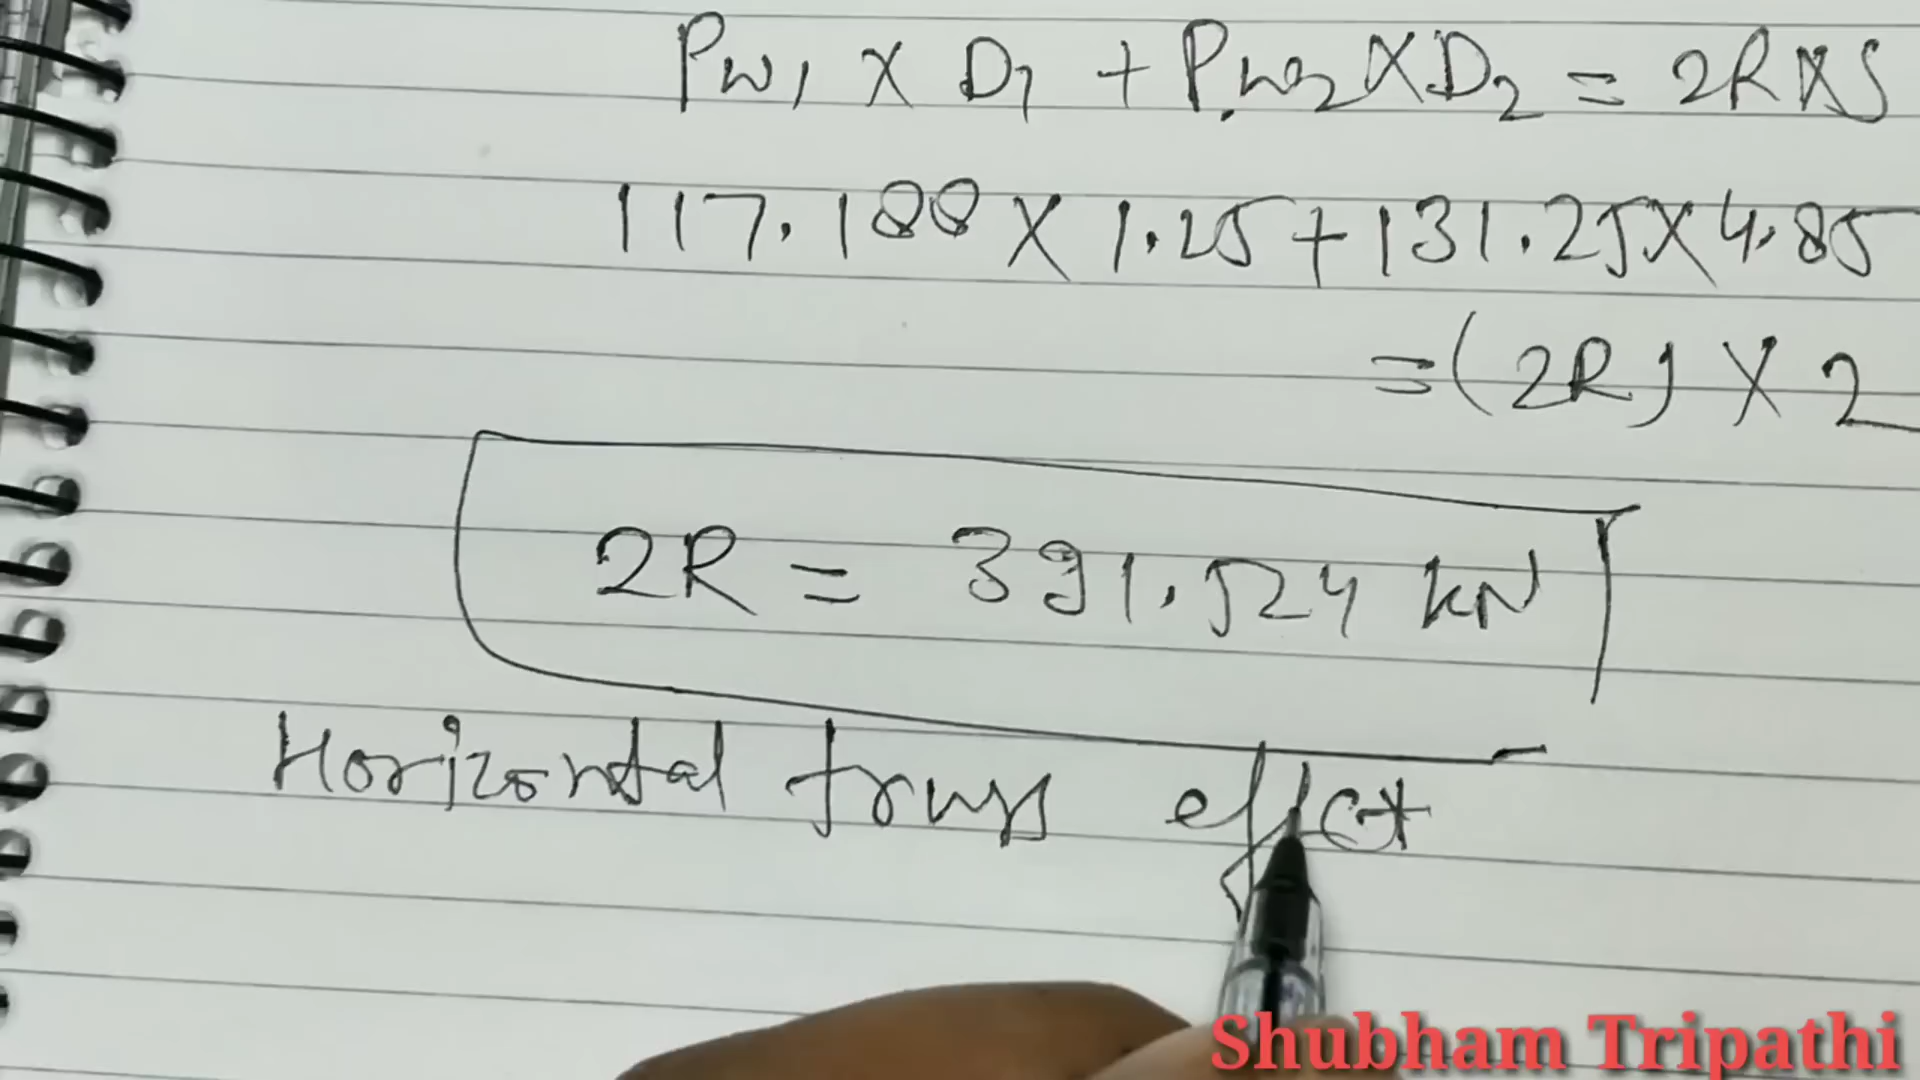 Pw1 X D1 + Pw2 X D2 = 2R X S
117.188 X 1.25 + 131.25 X 4.85
= (2R) X 2
2R = 391.524 kN
Horizontal truss effect
Shubham Tripathi